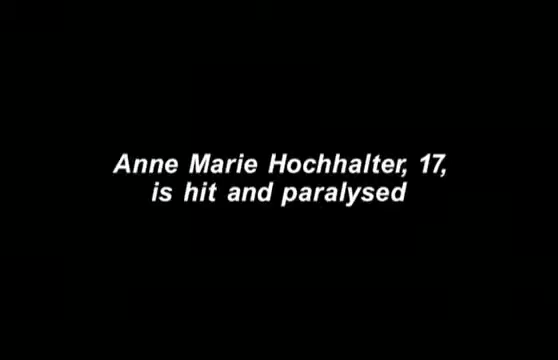 Anne Marie Hochhalter, 17,
is hit and paralysed